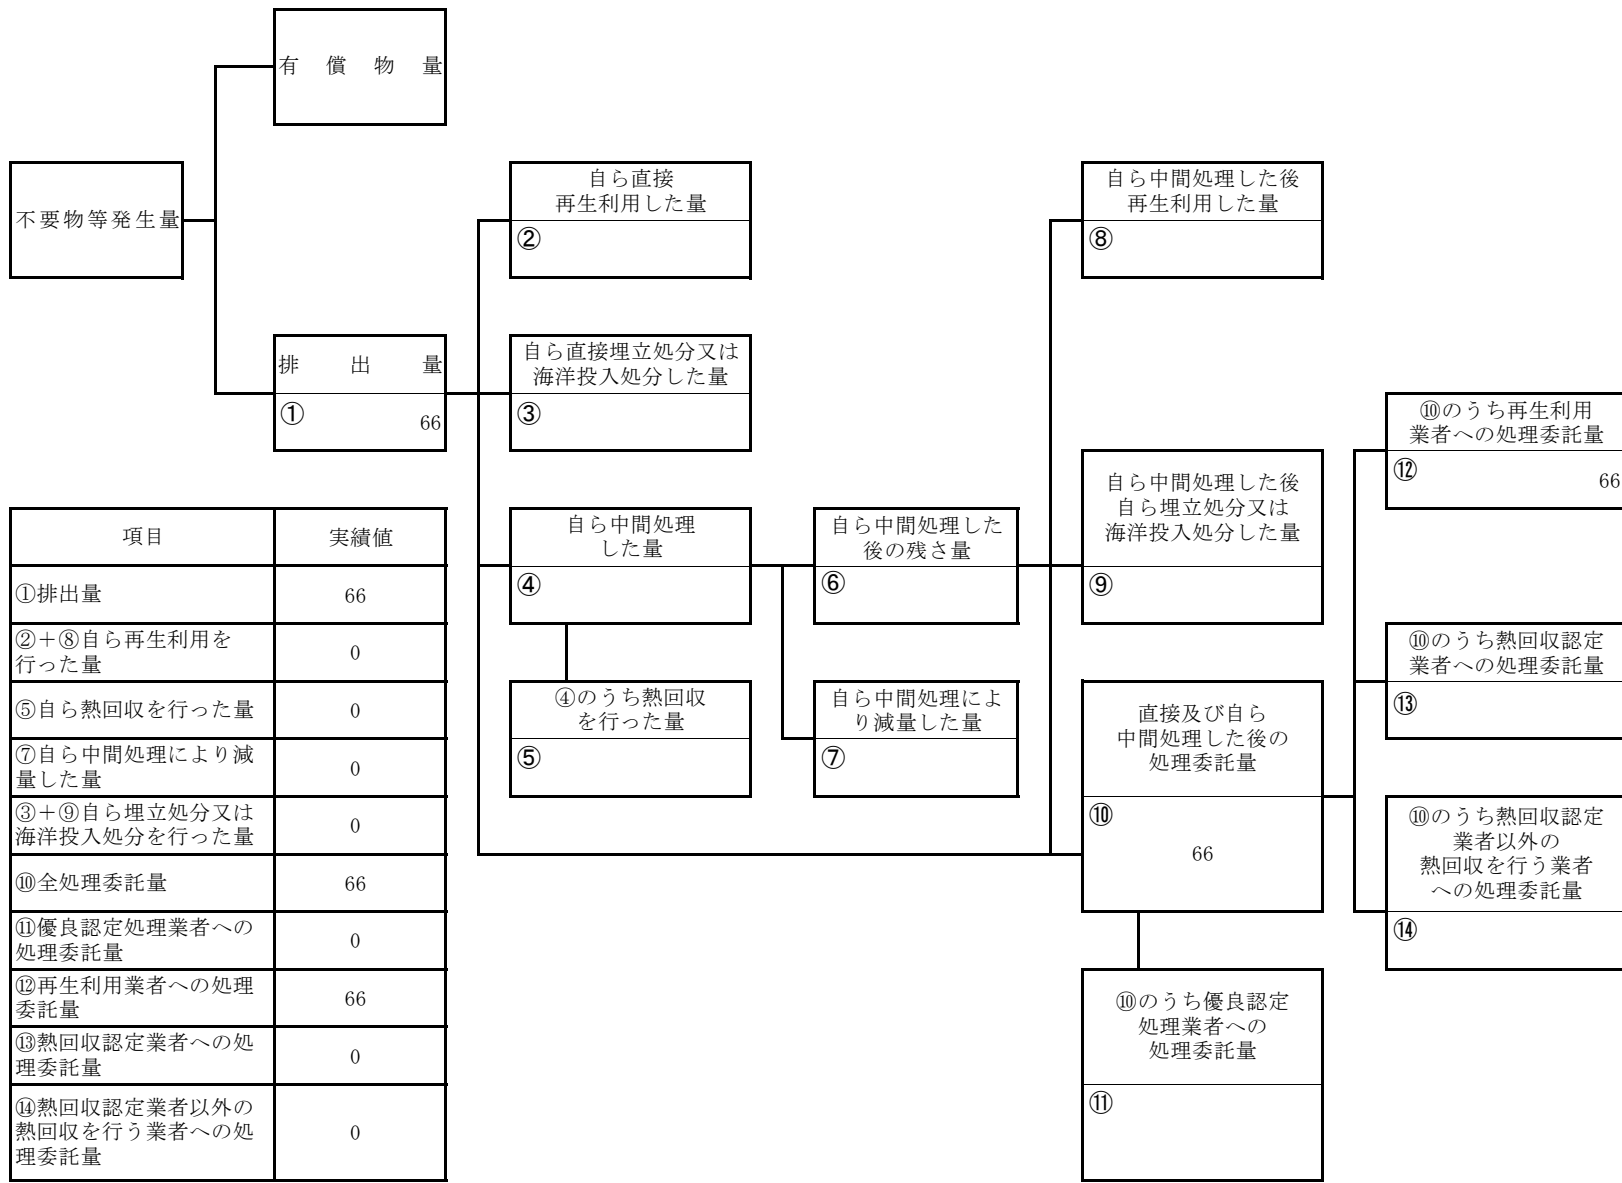 有償物量
不要物等発生量
排出量
①
66
自ら直接
再生利用した量
②
自ら直接埋立処分又は
海洋投入処分した量
③
自ら中間処理
した量
④
④のうち熱回収
を行った量
⑤
自ら中間処理した
後の残さ量
⑥
自ら中間処理によ
り減量した量
⑦
自ら中間処理した後
再生利用した量
⑧
自ら中間処理した後
自ら埋立処分又は
海洋投入処分した量
⑨
直接及び自ら
中間処理した後の
処理委託量
⑩
66
⑩のうち優良認定
処理業者への
処理委託量
⑪
⑩のうち再生利用
業者への処理委託量
⑫
66
⑩のうち熱回収認定
業者への処理委託量
⑬
⑩のうち熱回収認定
業者以外の
熱回収を行う業者
への処理委託量
⑭
項目 実績値
①排出量 66
②+⑧自ら再生利用を
行った量 0
⑤自ら熱回収を行った量 0
⑦自ら中間処理により減
量した量 0
③+⑨自ら埋立処分又は
海洋投入処分を行った量 0
⑩全処理委託量 66
⑪優良認定処理業者への
処理委託量 0
⑫再生利用業者への処理
委託量 66
⑬熱回収認定業者への処
理委託量 0
⑭熱回収認定業者以外の
熱回収を行う業者への処 0
理委託量